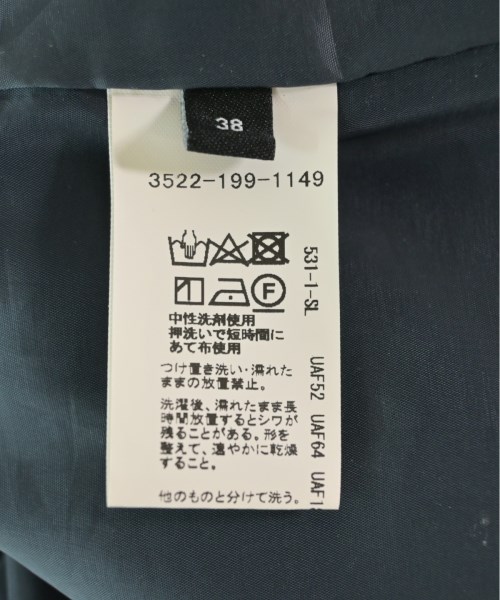 38
3522-199-1149
F
531-1-SL
中性洗剤使用
押洗いで短時間に
あて布使用
UAF52 UAF64
つけ置き洗い・濡れた
ままの放置禁止。
洗濯後、濡れたまま長
時間放置するとシワが
残ることがある。形を
整えて、速やかに乾燥
すること。
他のものと分けて洗う。